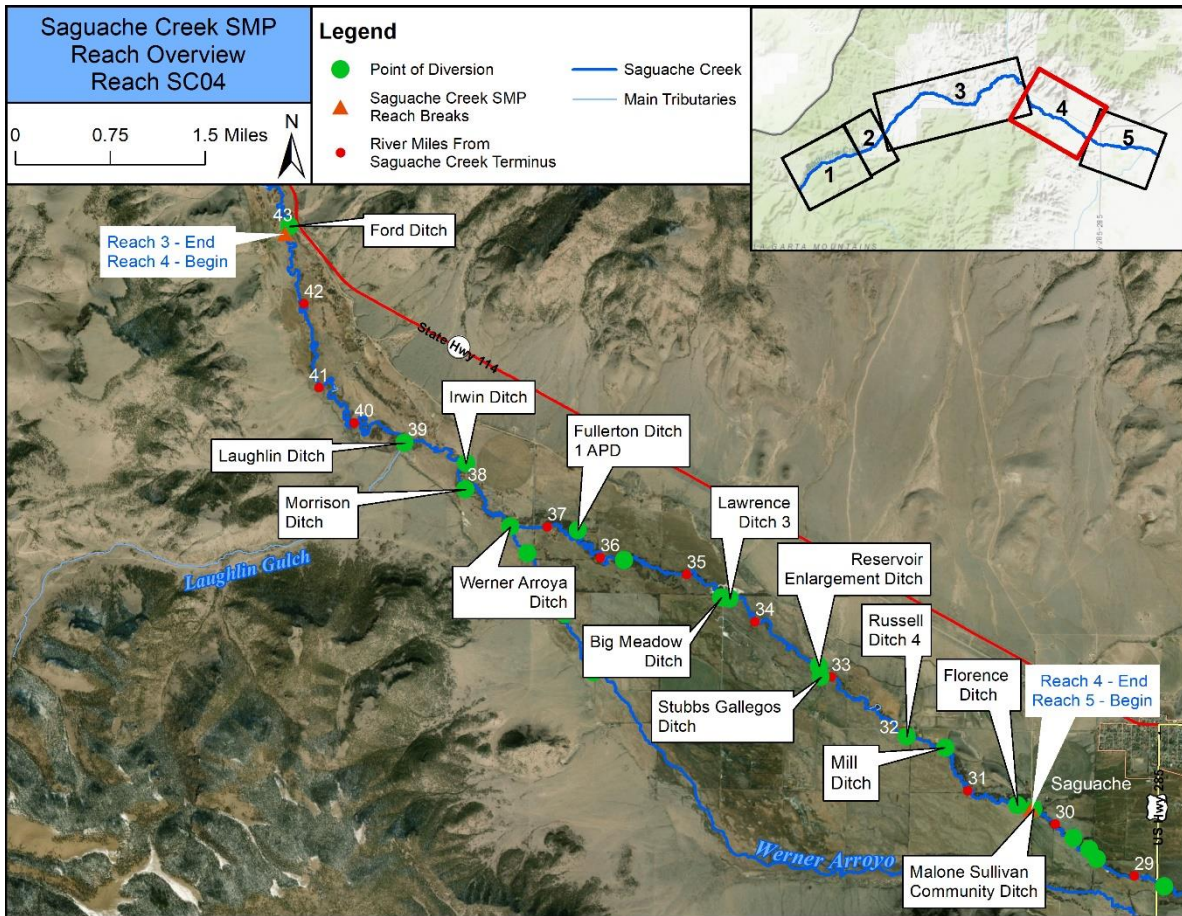 Saguache Creek SMP
Reach Overview
Reach SC04
0 0.75 1.5 Miles
N
Legend
Point of Diversion
Saguache Creek SMP
Reach Breaks
River Miles From
Saguache Creek Terminus
Saguache Creek
Main Tributaries
1
2
3
4
5
43
Ford Ditch
Reach 3 - End
Reach 4 - Begin
42
State Hwy 114
41
40
39
Irwin Ditch
Fullerton Ditch
1 APD
Laughlin Ditch
38
Morrison
Ditch
Lawrence
Ditch 3
37
36
35
Reservoir
Enlargement Ditch
Laughlin Gulch
Werner Arroya
Ditch
34
Russell
Ditch 4
Big Meadow
Ditch
33
Florence
Ditch
Reach 4 - End
Reach 5 - Begin
Stubbs Gallegos
Ditch
32
Mill
Ditch
31
Saguache
30
US Hwy 285
Werner Arroyo
Malone Sullivan
Community Ditch
29